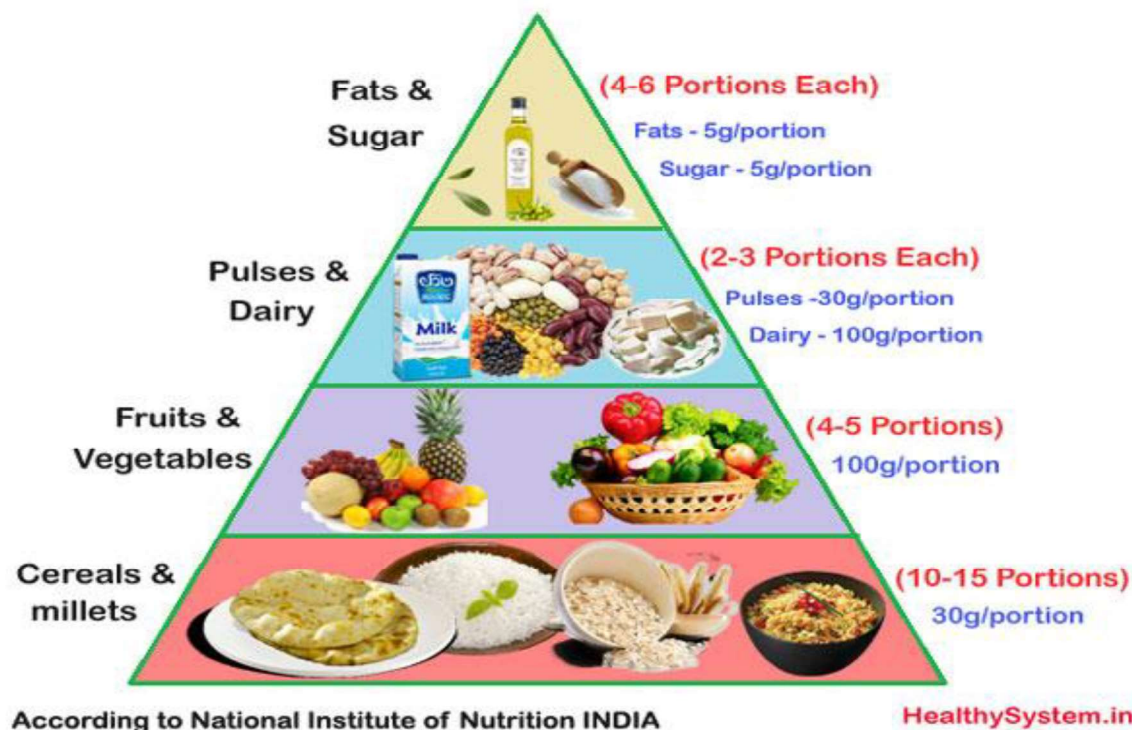 Fats &
Sugar
(4-6 Portions Each)
Fats - 5g/portion
Sugar - 5g/portion
Pulses &
Dairy
Milk
(2-3 Portions Each)
Pulses -30g/portion
Dairy - 100g/portion
Fruits &
Vegetables
(4-5 Portions)
100g/portion
Cereals &
millets
(10-15 Portions)
30g/portion
According to National Institute of Nutrition INDIA
HealthySystem.in